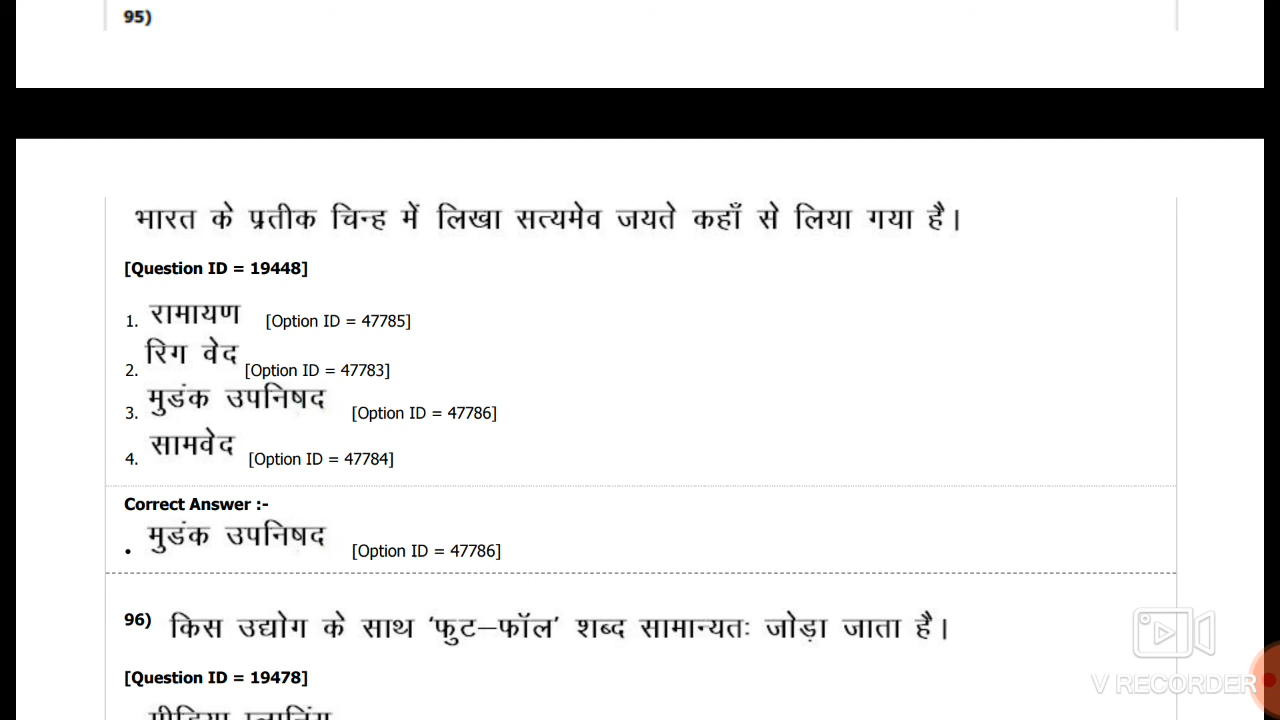 95)
भारत के प्रतीक चिन्ह में लिखा सत्यमेव जयते कहाँ से लिया गया है।
[Question ID = 19448]
1. रामायण [Option ID = 47785]
2. रिग वेद [Option ID = 47783]
3. मुडंक उपनिषद [Option ID = 47786]
4. सामवेद [Option ID = 47784]
Correct Answer :-
• मुडंक उपनिषद [Option ID = 47786]
96) किस उद्योग के साथ 'फुट–फॉल' शब्द सामान्यतः जोड़ा जाता है।
[Question ID = 19478]
V RECORDER